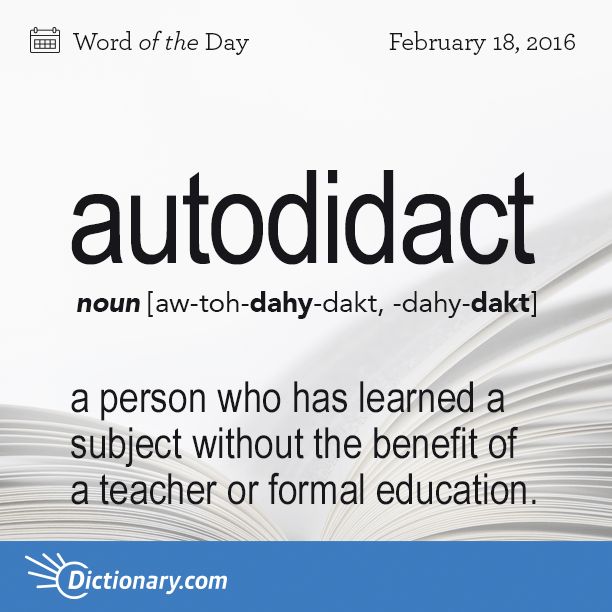 Word of the Day
February 18, 2016
autodidact
noun [aw-toh-dahy-dakt, -dahy-dakt]
a person who has learned a
subject without the benefit of
a teacher or formal education.
Dictionary.com